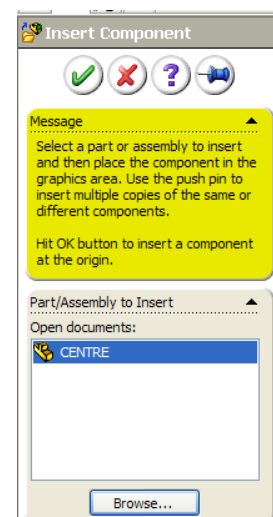 Insert Component
?
Message
Select a part or assembly to insert
and then place the component in the
graphics area. Use the push pin to
insert multiple copies of the same or
different components.
Hit OK button to insert a component
at the origin.
Part/Assembly to Insert
Open documents:
CENTRE
Browse...